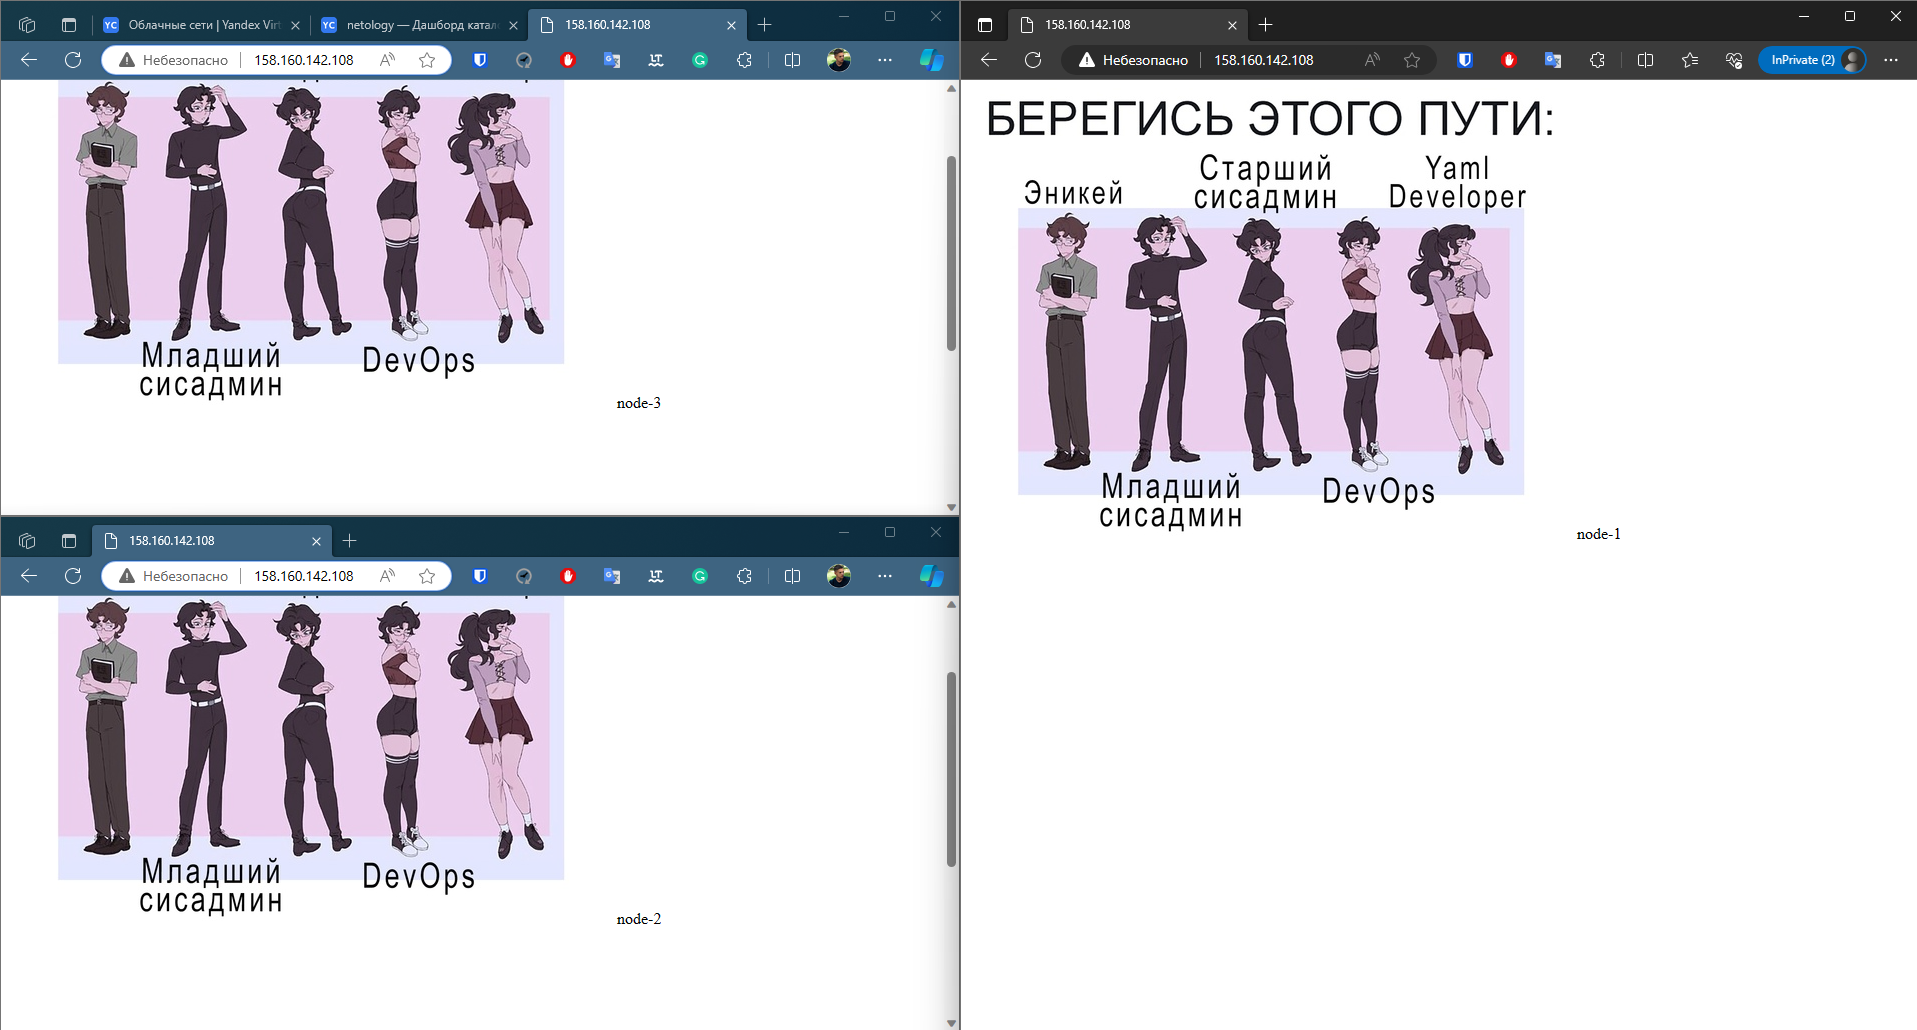 Облачные сети | Yandex Virt
netology — Дашборд катало
158.160.142.108
Небезопасно
158.160.142.108
Младший
сисадмин
DevOps
node-3
158.160.142.108
Небезопасно
158.160.142.108
Младший
сисадмин
DevOps
node-2
158.160.142.108
Небезопасно
158.160.142.108
InPrivate (2)
БЕРЕГИСЬ ЭТОГО ПУТИ:
Эникей
Старший
сисадмин
Yaml
Developer
Младший
сисадмин
DevOps
node-1